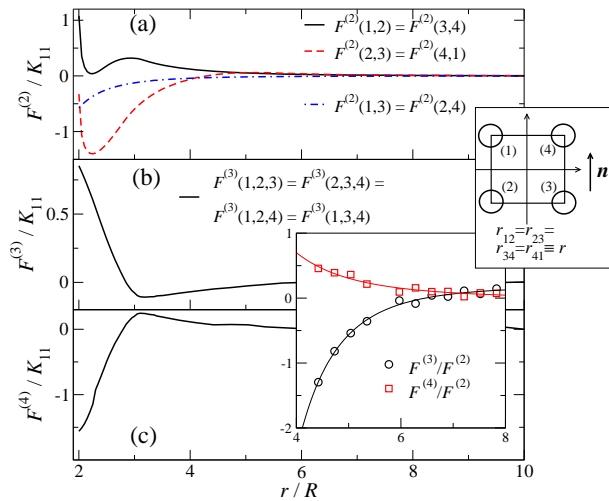 1
0
-1
F^(2) / K_11
(a)
F^(2)(1,2) = F^(2)(3,4)
F^(2)(2,3) = F^(2)(4,1)
F^(2)(1,3) = F^(2)(2,4)
(1)
(4)
(2)
(3)
n
r_12=r_23=
r_34=r_41≡ r
0.5
0
F^(3) / K_11
(b)
F^(3)(1,2,3) = F^(3)(2,3,4) =
F^(3)(1,2,4) = F^(3)(1,3,4)
0
-1
F^(4) / K_11
(c)
1
0
-1
-2
F^(3)/F^(2)
F^(4)/F^(2)
4
6
8
2
4
6
8
10
r / R